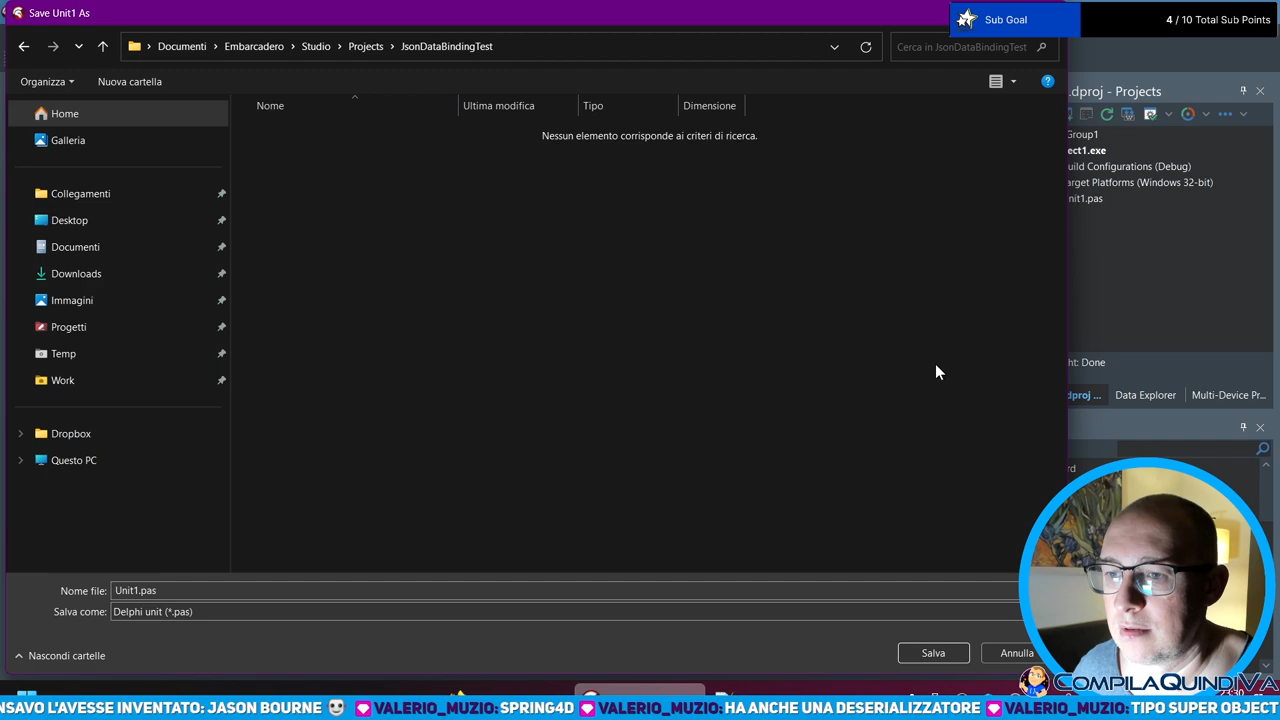 Save Unit1 As
Sub Goal
4 / 10 Total Sub Points
Documenti
Embarcadero
Studio
Projects
JsonDataBindingTest
Cerca in JsonDataBindingTest
Organizza
Nuova cartella
.dproj - Projects
Home
Galleria
Collegamenti
Desktop
Documenti
Downloads
Immagini
Progetti
Temp
Work
Dropbox
Questo PC
Nome
Ultima modifica
Tipo
Dimensione
Nessun elemento corrisponde ai criteri di ricerca.
Group1
ect1.exe
uild Configurations (Debug)
arget Platforms (Windows 32-bit)
nit1.pas
ht: Done
.dproj ...
Data Explorer
Multi-Device Pr...
rd
Nome file:
Unit1.pas
Salva come:
Delphi unit (*.pas)
Nascondi cartelle
Salva
Annulla
COMPILAQUINDIVA
23:30
NSAVO L'AVESSE INVENTATO: JASON BOURNE VALERIO_MUZIO: SPRING4D VALERIO_MUZIO: HA ANCHE UNA DESERIALIZZATORE VALERIO_MUZIO: TIPO SUPER OBJECT